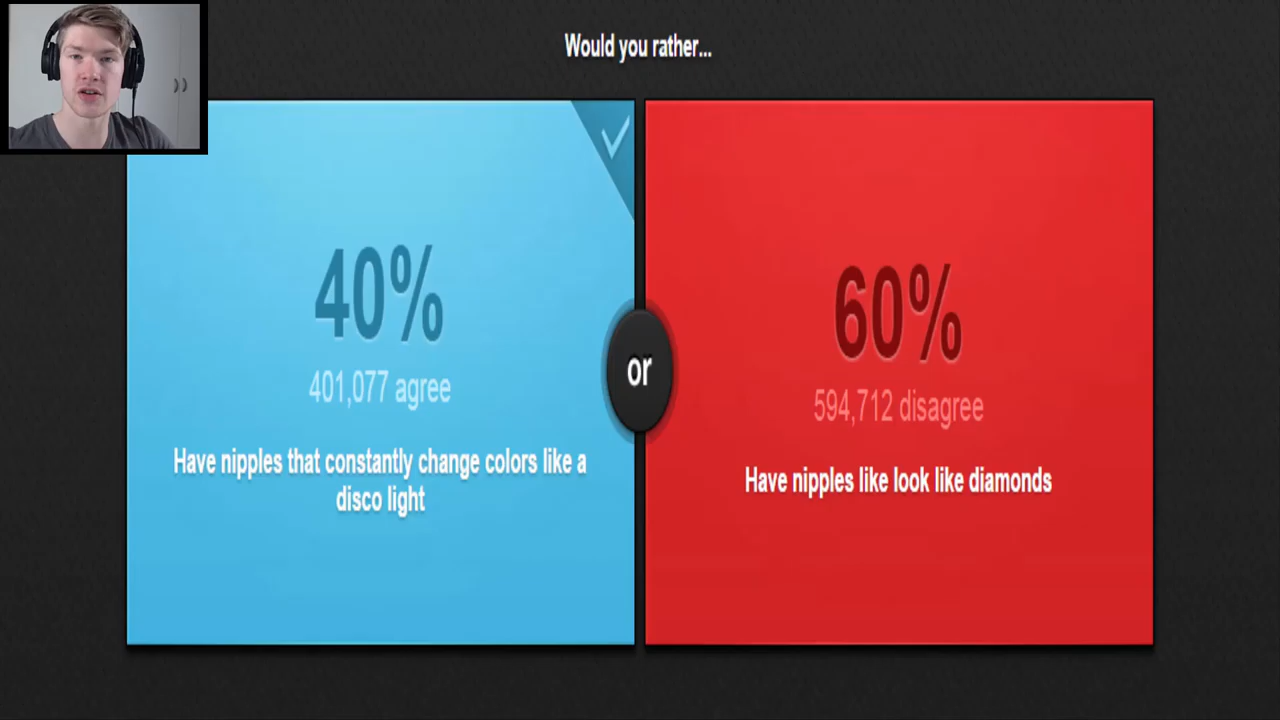 Would you rather...
40%
401,077 agree
Have nipples that constantly change colors like a
disco light
or
60%
594,712 disagree
Have nipples like look like diamonds